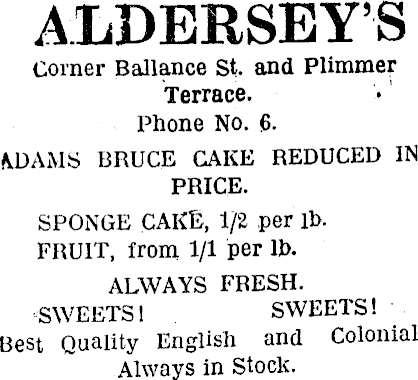 ALDERSEY'S
Corner Ballance St. and Plimmer
Terrace.
Phone No. 6.
ADAMS BRUCE CAKE REDUCED IN
PRICE.
SPONGE CAKE, 1/2 per lb.
FRUIT, from 1/1 per lb.
ALWAYS FRESH.
SWEETS! SWEETS!
Best Quality English and Colonial
Always in Stock.